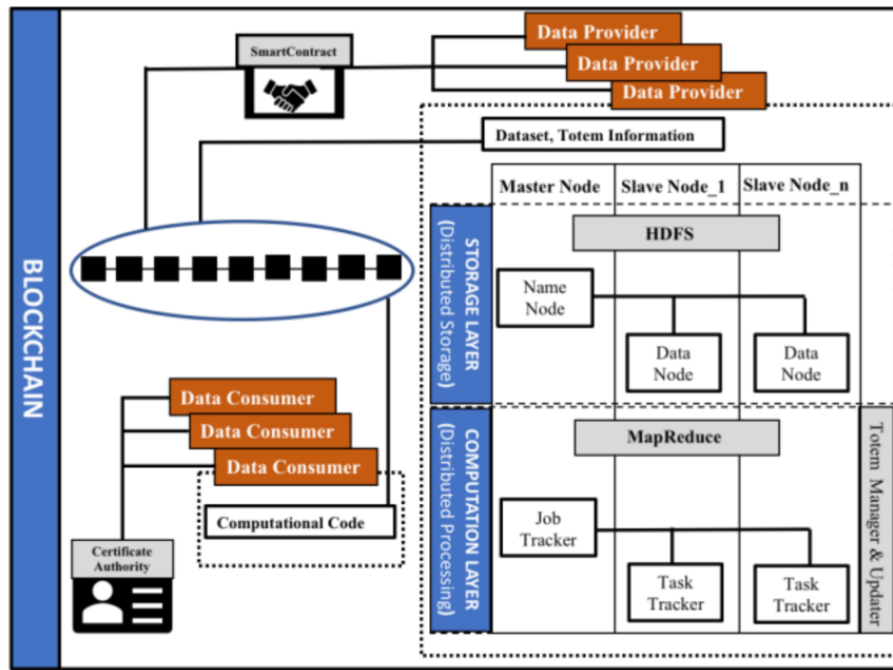 BLOCKCHAIN
SmartContract
Data Provider
Data Provider
Data Provider
Dataset, Totem Information
Master Node
Slave Node_1
Slave Node_n
STORAGE LAYER
(Distributed Storage)
HDFS
Name
Node
Data
Node
Data
Node
Data Consumer
Data Consumer
Data Consumer
Computational Code
Certificate
Authority
COMPUTATION LAYER
(Distributed Processing)
MapReduce
Job
Tracker
Task
Tracker
Task
Tracker
Totem Manager & Updater